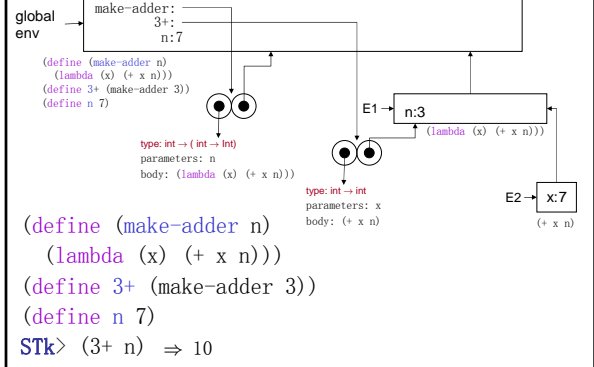 make-adder:
3+:
n:7
global
env
(define (make-adder n)
(lambda (x) (+ x n)))
(define 3+ (make-adder 3))
(define n 7)
E1
n:3
(lambda (x) (+ x n)))
type: int → ( int → Int)
parameters: n
body: (lambda (x) (+ x n)))
type: int → int
parameters: x
body: (+ x n)
E2
x:7
(+ x n)
(define (make-adder n)
(lambda (x) (+ x n)))
(define 3+ (make-adder 3))
(define n 7)
STk> (3+ n) ⇒ 10